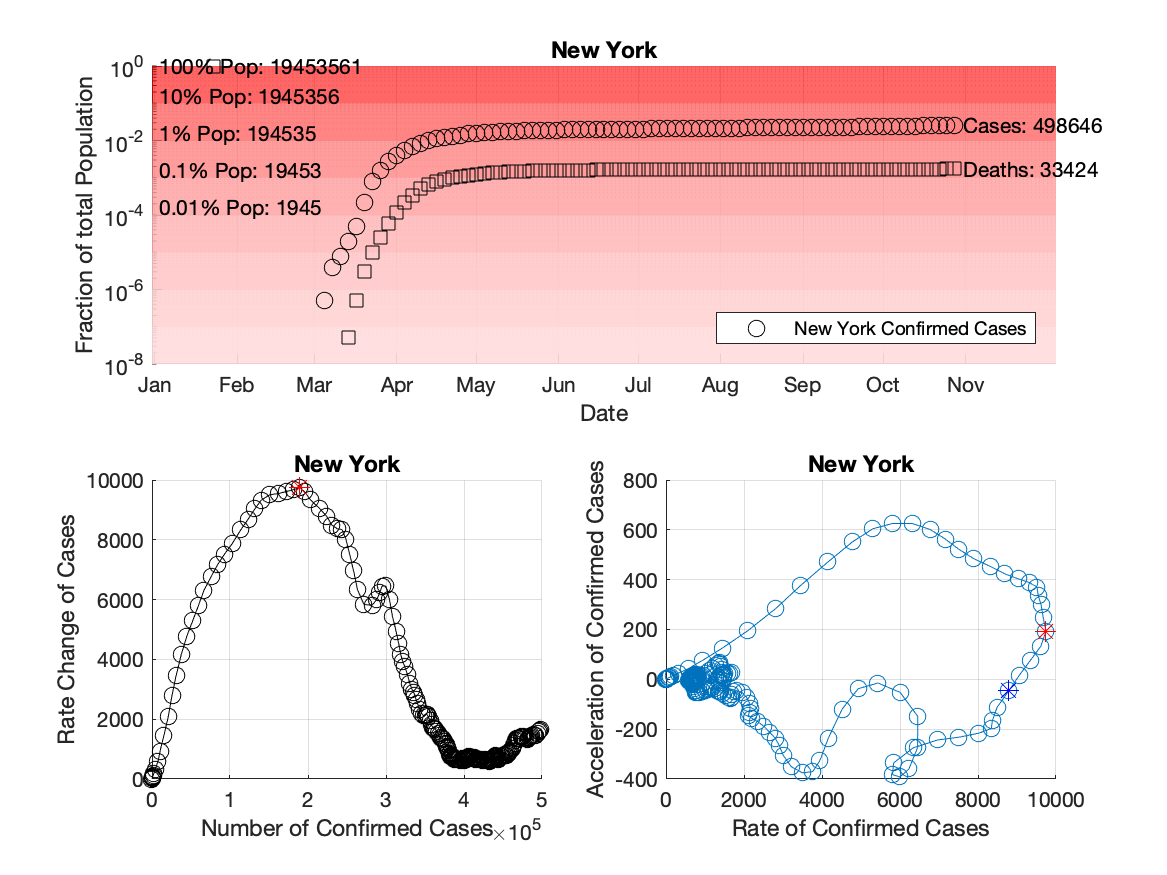 New York
Fraction of total Population
10^0
10^-2
10^-4
10^-6
10^-8
100% Pop: 19453561
10% Pop: 1945356
1% Pop: 194535
0.1% Pop: 19453
0.01% Pop: 1945
Cases: 498646
Deaths: 33424
New York Confirmed Cases
Jan Feb Mar Apr May Jun Jul Aug Sep Oct Nov
Date
New York
Rate Change of Cases
10000
8000
6000
4000
2000
0
0 1 2 3 4 5
Number of Confirmed Cases ×10^5
New York
Acceleration of Confirmed Cases
800
600
400
200
0
-200
-400
0 2000 4000 6000 8000 10000
Rate of Confirmed Cases